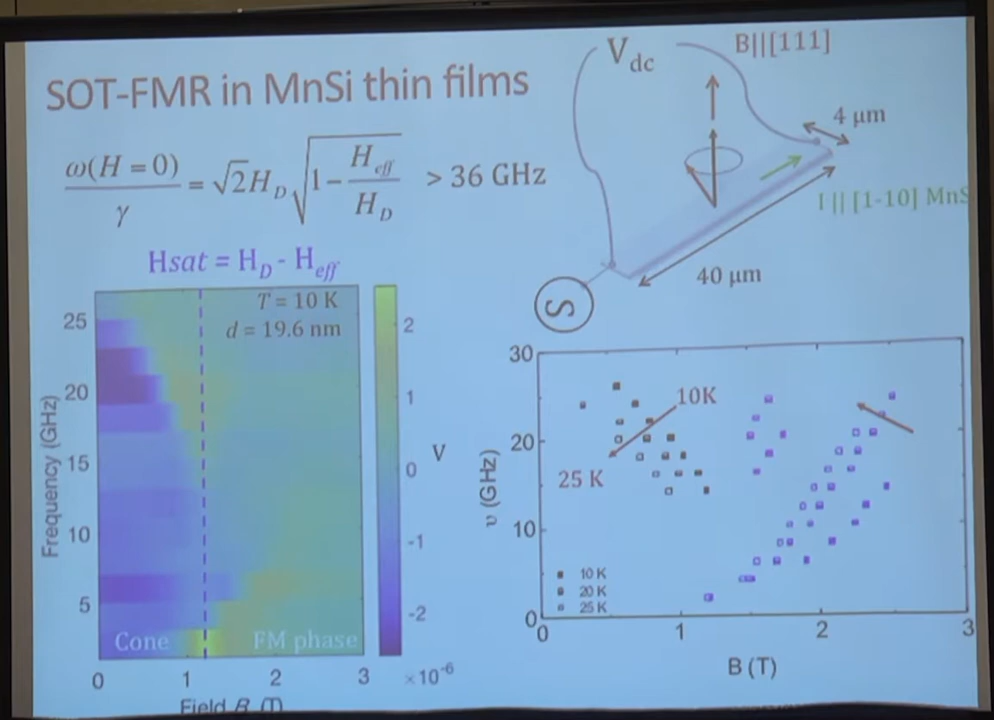 SOT-FMR in MnSi thin films
ω(H = 0)
γ
= √2H_D √1 − H_eff / H_D > 36 GHz
Hsat = H_D - H_eff
T = 10 K
d = 19.6 nm
25
20
15
10
5
Frequency (GHz)
Cone
FM phase
0
1
2
3
Field B (T)
2
1
0
-1
-2
V
×10⁻⁶
V_dc
B||[111]
4 μm
I || [1-10] MnS
40 μm
S
30
20
10
0
υ (GHz)
10K
25 K
10 K
20 K
25 K
0
1
2
3
B (T)